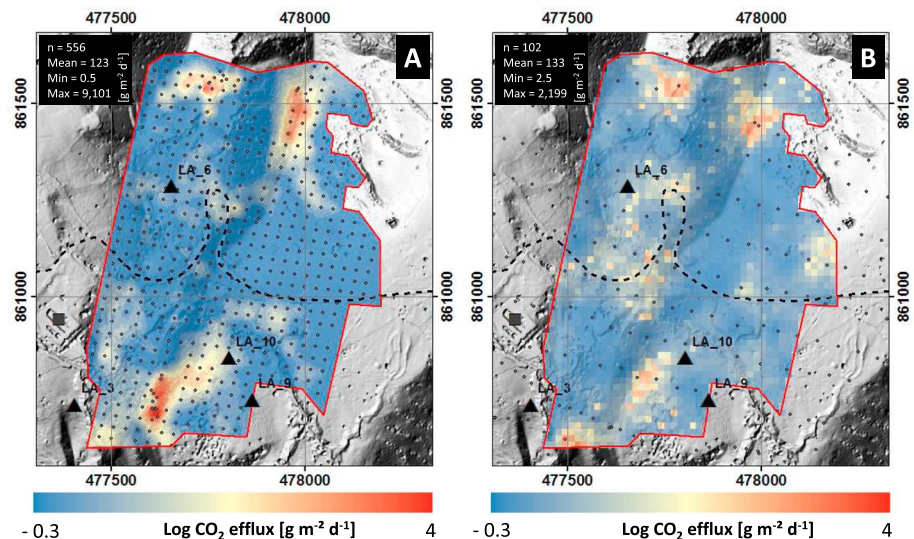 477500 478000 477500 478000
n = 556
Mean = 123
Min = 0.5
Max = 9,101
[g m⁻² d⁻¹]
A
n = 102
Mean = 133
Min = 2.5
Max = 2,199
[g m⁻² d⁻¹]
B
861500 861500
LA_6 LA_6
861000 861000
LA_10 LA_10
LA_3 LA_9 LA_3 LA_9
477500 478000 477500 478000
- 0.3 Log CO₂ efflux [g m⁻² d⁻¹] 4
- 0.3 Log CO₂ efflux [g m⁻² d⁻¹] 4